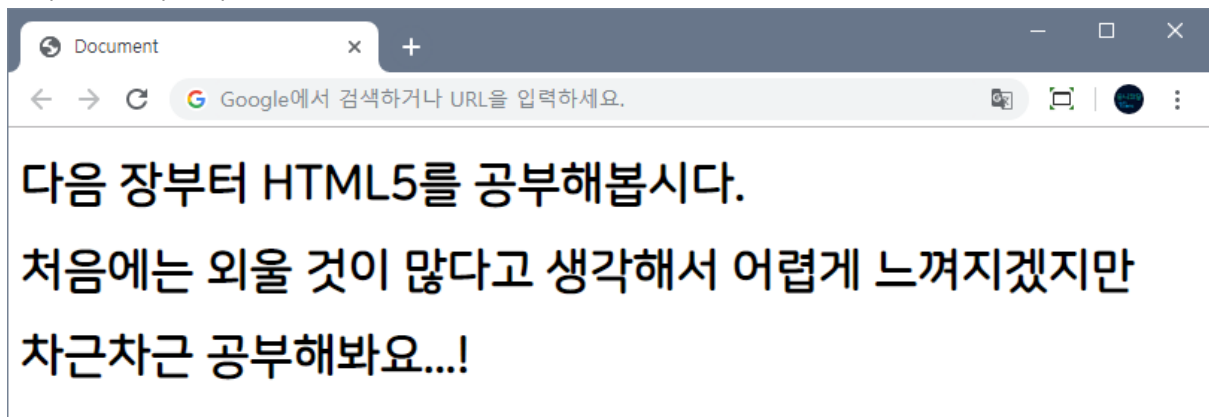 Document
Google에서 검색하거나 URL을 입력하세요.
다음 장부터 HTML5를 공부해봅시다.
처음에는 외울 것이 많다고 생각해서 어렵게 느껴지겠지만
차근차근 공부해봐요...!